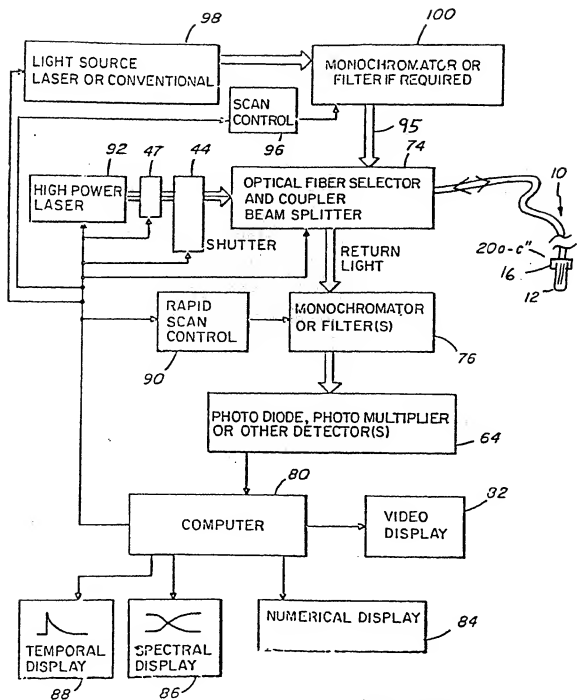 98
100
LIGHT SOURCE
LASER OR CONVENTIONAL
MONOCHROMATOR OR
FILTER IF REQUIRED
SCAN
CONTROL
96
95
74
92
47
44
10
HIGH POWER
LASER
OPTICAL FIBER SELECTOR
AND COUPLER
BEAM SPLITTER
SHUTTER
20a-c"
16
12
RETURN
LIGHT
RAPID
SCAN
CONTROL
90
MONOCHROMATOR
OR FILTER(S)
76
PHOTO DIODE, PHOTO MULTIPLIER
OR OTHER DETECTOR(S)
64
80
COMPUTER
32
VIDEO
DISPLAY
TEMPORAL
DISPLAY
88
SPECTRAL
DISPLAY
86
NUMERICAL DISPLAY
84